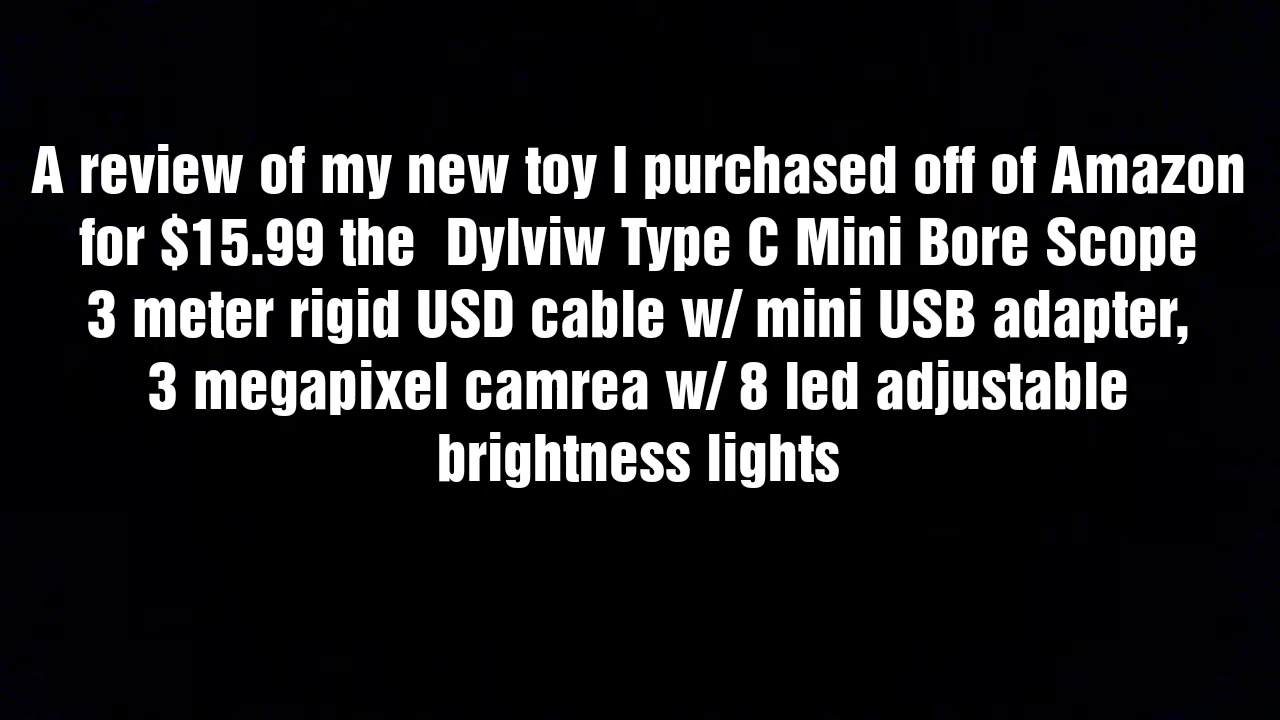 A review of my new toy I purchased off of Amazon
for $15.99 the  Dylviw Type C Mini Bore Scope
3 meter rigid USD cable w/ mini USB adapter,
3 megapixel camrea w/ 8 led adjustable
brightness lights